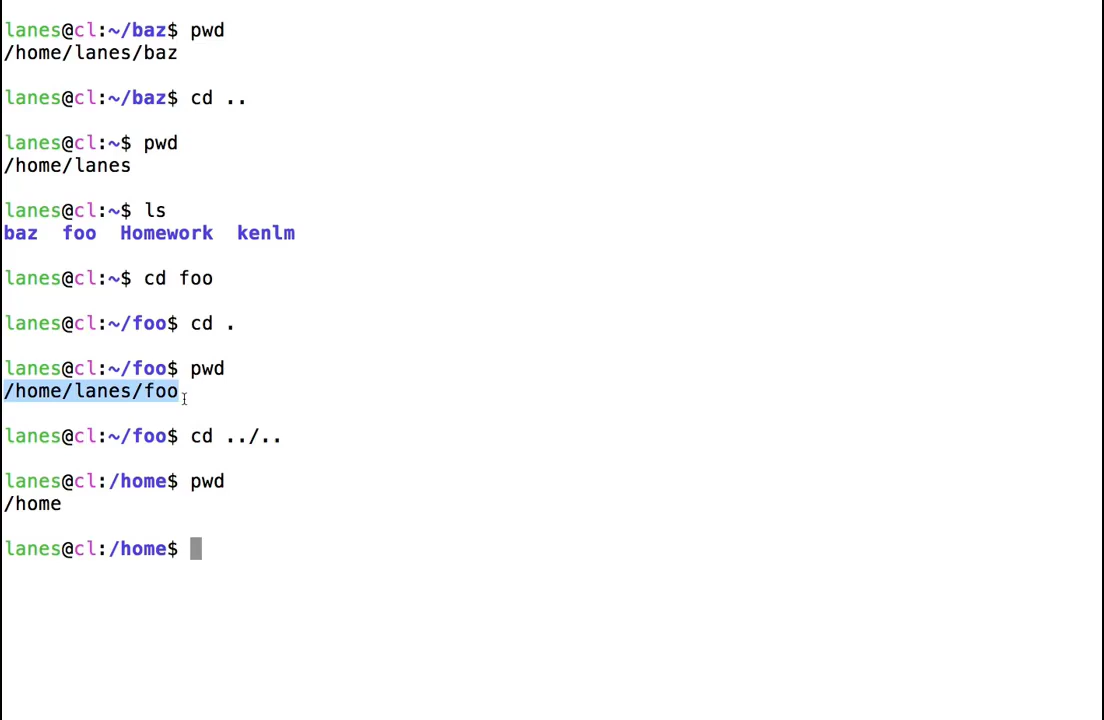 lanes@cl:~/baz$ pwd
/home/lanes/baz
lanes@cl:~/baz$ cd ..
lanes@cl:~$ pwd
/home/lanes
lanes@cl:~$ ls
baz  foo  Homework  kenlm
lanes@cl:~$ cd foo
lanes@cl:~/foo$ cd .
lanes@cl:~/foo$ pwd
/home/lanes/foo
lanes@cl:~/foo$ cd ../..
lanes@cl:/home$ pwd
/home
lanes@cl:/home$